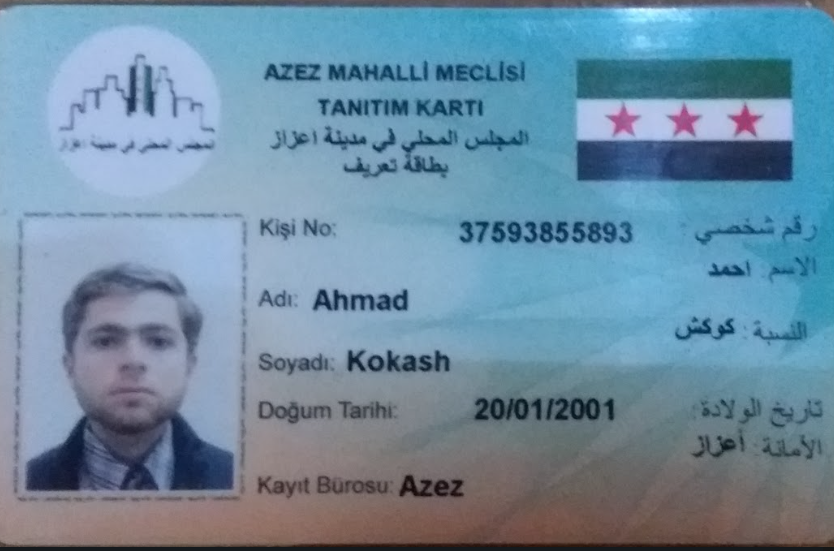 المجلس المحلي في مدينة اعزاز
AZEZ MAHALLİ MECLİSİ
TANITIM KARTI
المجلس المحلي في مدينة اعزاز
بطاقة تعريف
Kişi No: 37593855893 رقم شخصي :
الاسم: احمد
Adı: Ahmad
النسبة : كوكش
Soyadı: Kokash
Doğum Tarihi: 20/01/2001 تاريخ الولادة :
الأمانة: أعزاز
Kayıt Bürosu: Azez